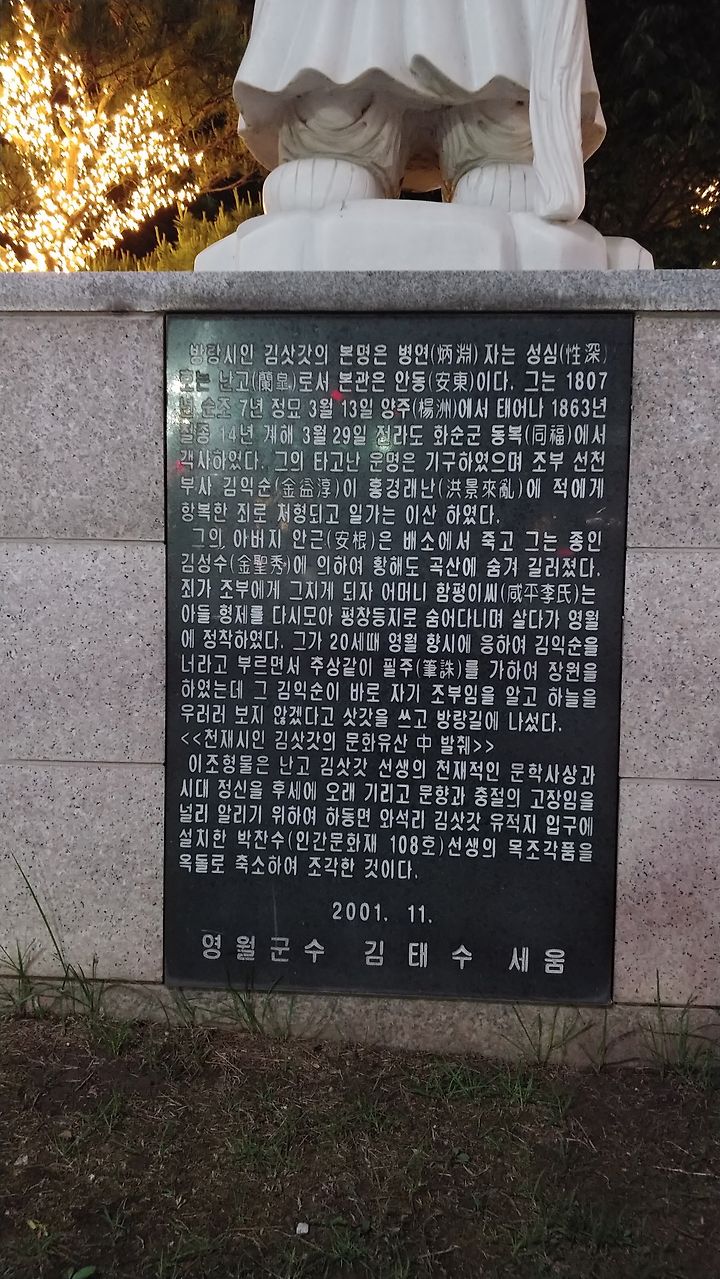 방랑시인 김삿갓의 본명은 병연(炳淵) 자는 성심(性深)
호는 난고(蘭皐)로서 본관은 안동(安東)이다. 그는 1807
년 순조 7년 정묘 3월 13일 양주(楊洲)에서 태어나 1863년
철종 14년 계해 3월 29일 전라도 화순군 동복(同福)에서
객사하였다. 그의 타고난 운명은 기구하였으며 조부 선천
부사 김익순(金益淳)이 홍경래난(洪景來亂)에 적에게
항복한 죄로 처형되고 일가는 이산 하였다.
그의 아버지 안근(安根)은 배소에서 죽고 그는 종인
김성수(金聖秀)에 의하여 황해도 곡산에 숨겨 길러졌다.
죄가 조부에게 그치게 되자 어머니 함평이씨(咸平李氏)는
아들 형제를 다시모아 평창등지로 숨어다니며 살다가 영월
에 정착하였다. 그가 20세때 영월 향시에 응하여 김익순을
너라고 부르면서 추상같이 필주(筆誅)를 가하여 장원을
하였는데 그 김익순이 바로 자기 조부임을 알고 하늘을
우러러 보지 않겠다고 삿갓을 쓰고 방랑길에 나섰다.
<<천재시인 김삿갓의 문화유산 中 발췌>>
이조형물은 난고 김삿갓 선생의 천재적인 문학사상과
시대 정신을 후세에 오래 기리고 문향과 충절의 고장임을
널리 알리기 위하여 하동면 와석리 김삿갓 유적지 입구에
설치한 박찬수(인간문화재 108호)선생의 목조각품을
옥돌로 축소하여 조각한 것이다.
2001. 11.
영월군수 김태수 세움